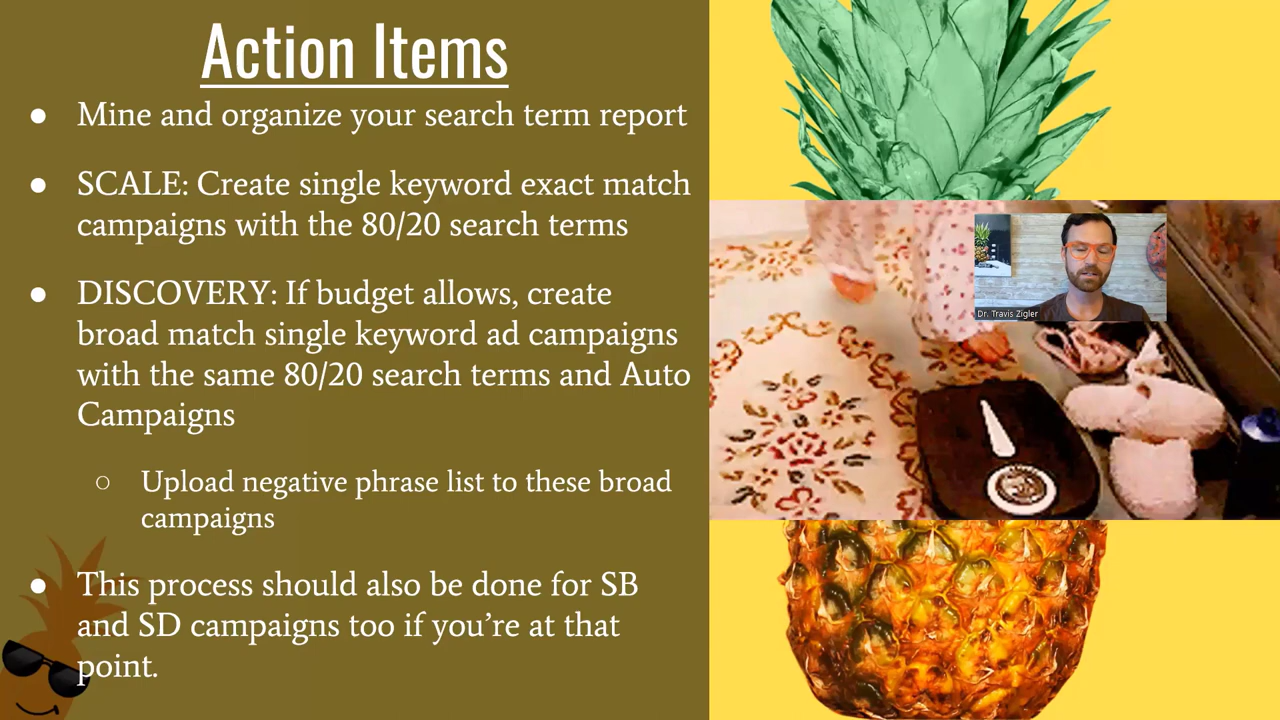 Action Items
● Mine and organize your search term report
● SCALE: Create single keyword exact match
campaigns with the 80/20 search terms
● DISCOVERY: If budget allows, create
broad match single keyword ad campaigns
with the same 80/20 search terms and Auto
Campaigns
○ Upload negative phrase list to these broad
campaigns
● This process should also be done for SB
and SD campaigns too if you’re at that
point.
Dr. Travis Zigler